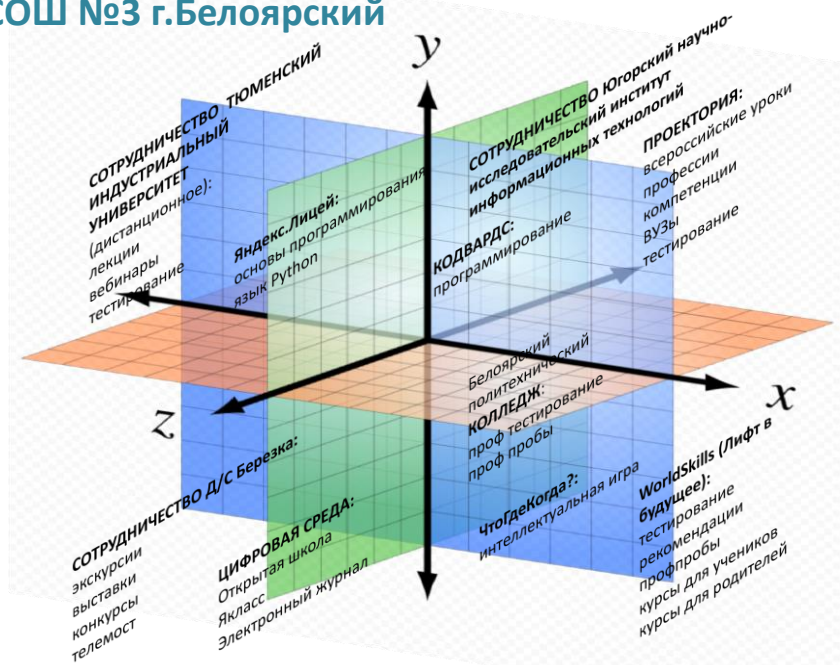 СОШ №3 г.Белоярский
y
СОТРУДНИЧЕСТВО ТЮМЕНСКИЙ
ИНДУСТРИАЛЬНЫЙ
УНИВЕРСИТЕТ
(дистанционное):
лекции
вебинары
тестирование
Яндекс.Лицей:
основы программирования
язык Python
СОТРУДНИЧЕСТВО Югорский научно-
исследовательский институт
информационных технологий
КОДВАРДС:
программирование
ПРОЕКТОРИЯ:
всероссийские уроки
профессии
компетенции
ВУЗы
тестирование
Белоярский
политехнический
КОЛЛЕДЖ:
проф тестирование
проф пробы
x
z
СОТРУДНИЧЕСТВО Д/С Березка:
экскурсии
выставки
конкурсы
телемост
ЦИФРОВАЯ СРЕДА:
Открытая школа
Якласс
Электронный журнал
ЧтоГдеКогда?:
интеллектуальная игра
WorldSkills (Лифт в
будущее):
тестирование
рекомендации
профпробы
курсы для учеников
курсы для родителей